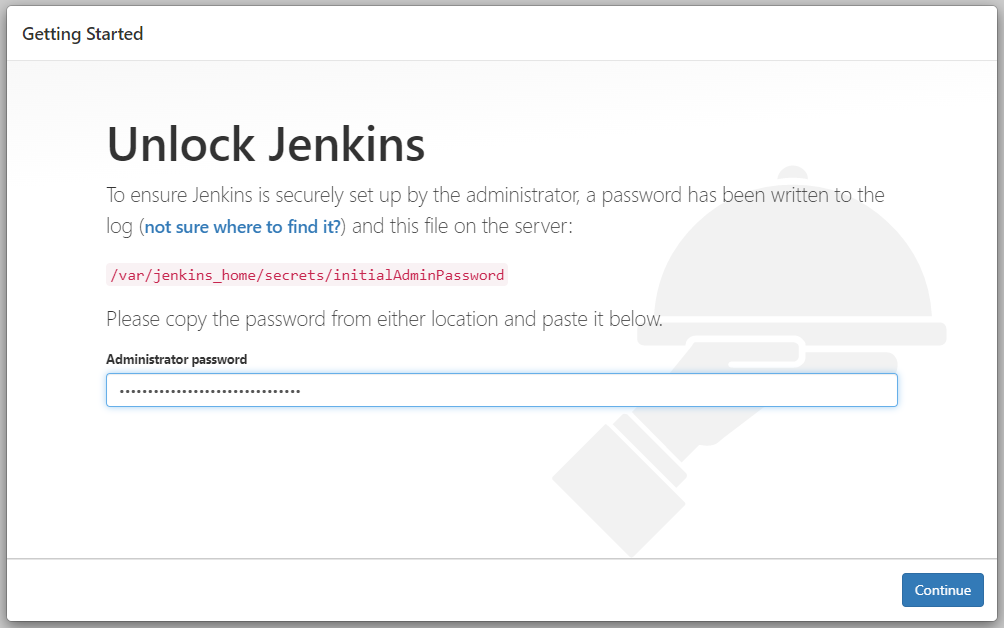 Getting Started
Unlock Jenkins
To ensure Jenkins is securely set up by the administrator, a password has been written to the
log (not sure where to find it?) and this file on the server:
/var/jenkins_home/secrets/initialAdminPassword
Please copy the password from either location and paste it below.
Administrator password
••••••••••••••••••••••••••••••••
Continue